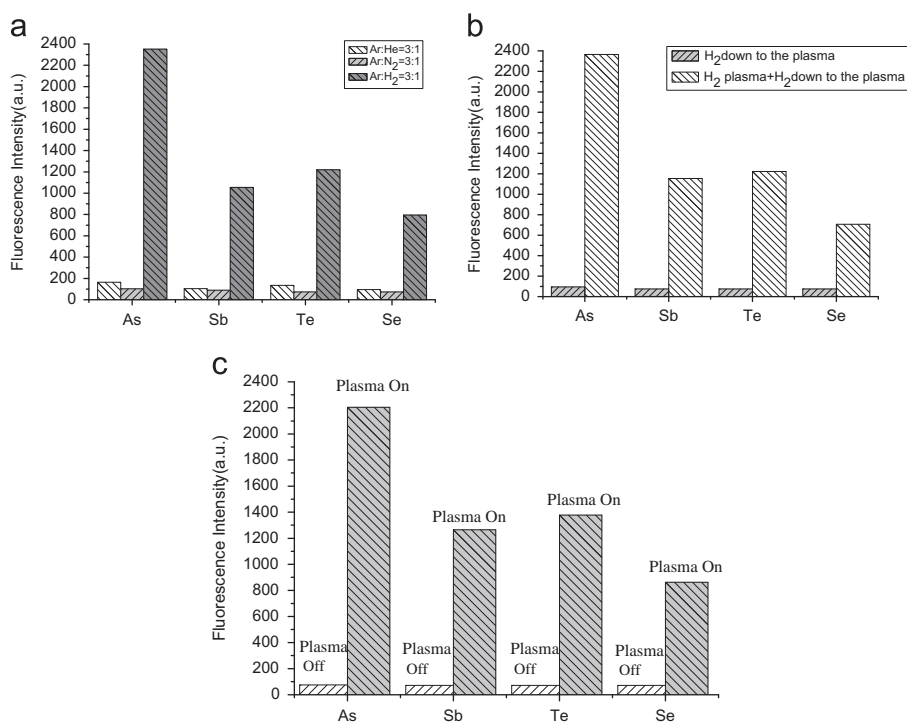 a
2400
2200
2000
1800
1600
1400
1200
1000
800
600
400
200
0
Fluorescence Intensity(a.u.)
Ar:He=3:1
Ar:N2=3:1
Ar:H2=3:1
As Sb Te Se
b
2400
2200
2000
1800
1600
1400
1200
1000
800
600
400
200
0
Fluorescence Intensity(a.u.)
H2down to the plasma
H2 plasma+H2down to the plasma
As Sb Te Se
c
2400
2200
2000
1800
1600
1400
1200
1000
800
600
400
200
0
Fluorescence Intensity(a.u.)
Plasma On
Plasma On
Plasma On
Plasma On
Plasma
Off
Plasma
Off
Plasma
Off
Plasma
Off
As Sb Te Se